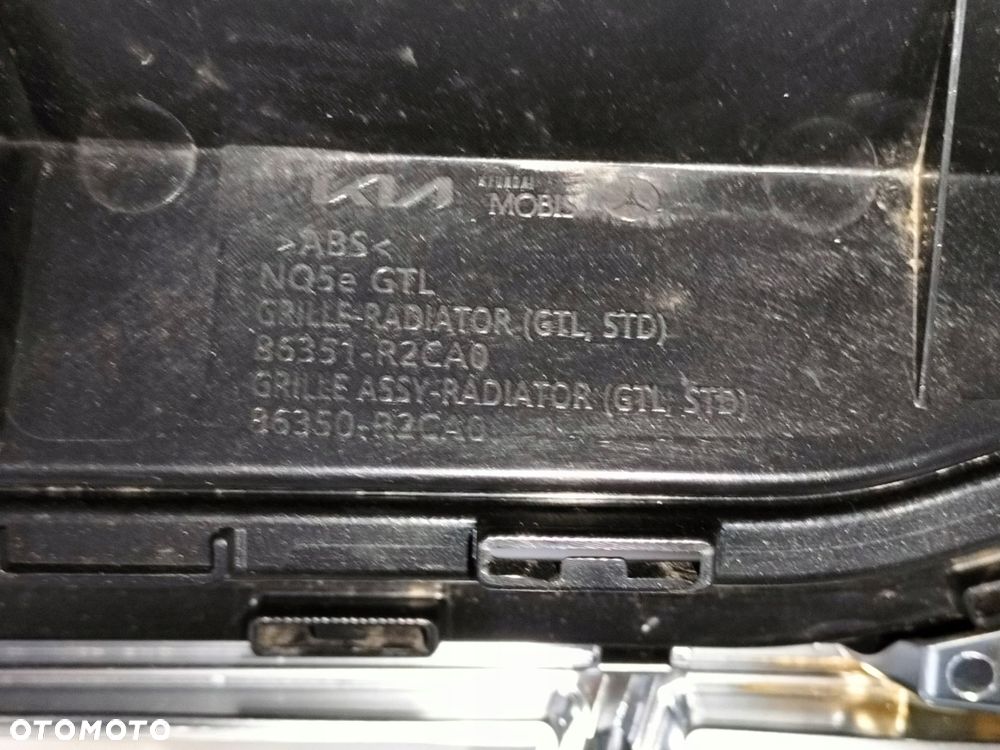 KIA HYUNDAI MOBIS
>ABS<
NQ5e GTL
GRILLE-RADIATOR (GTL, STD)
86351-R2CA0
GRILLE ASSY-RADIATOR (GTL, STD)
86350-R2CA0
OTOMOTO